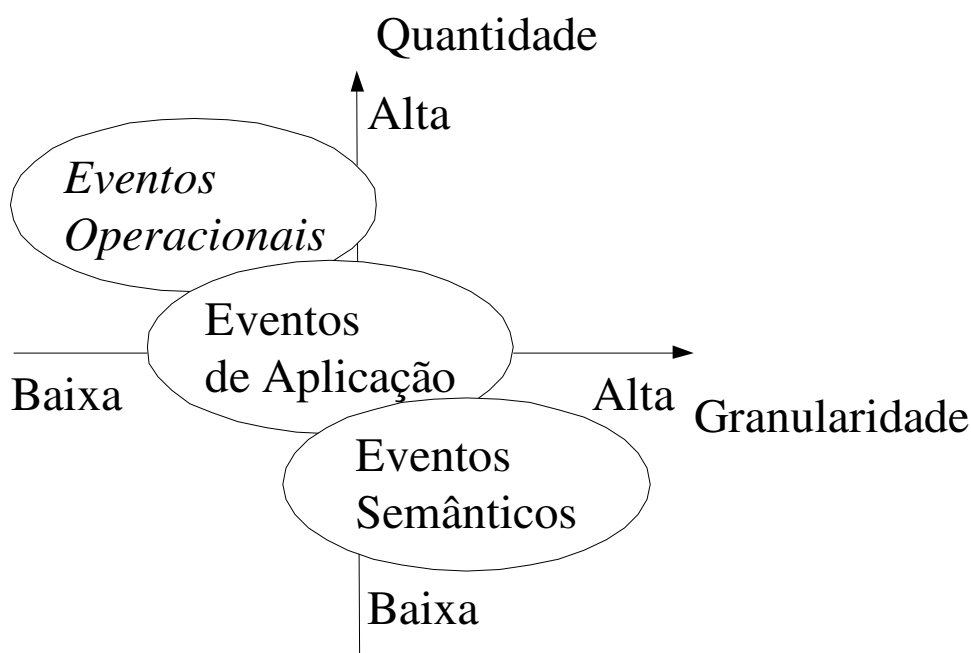 Quantidade
Alta
Eventos
Operacionais
Eventos
de Aplicação
Baixa
Alta
Granularidade
Eventos
Semânticos
Baixa